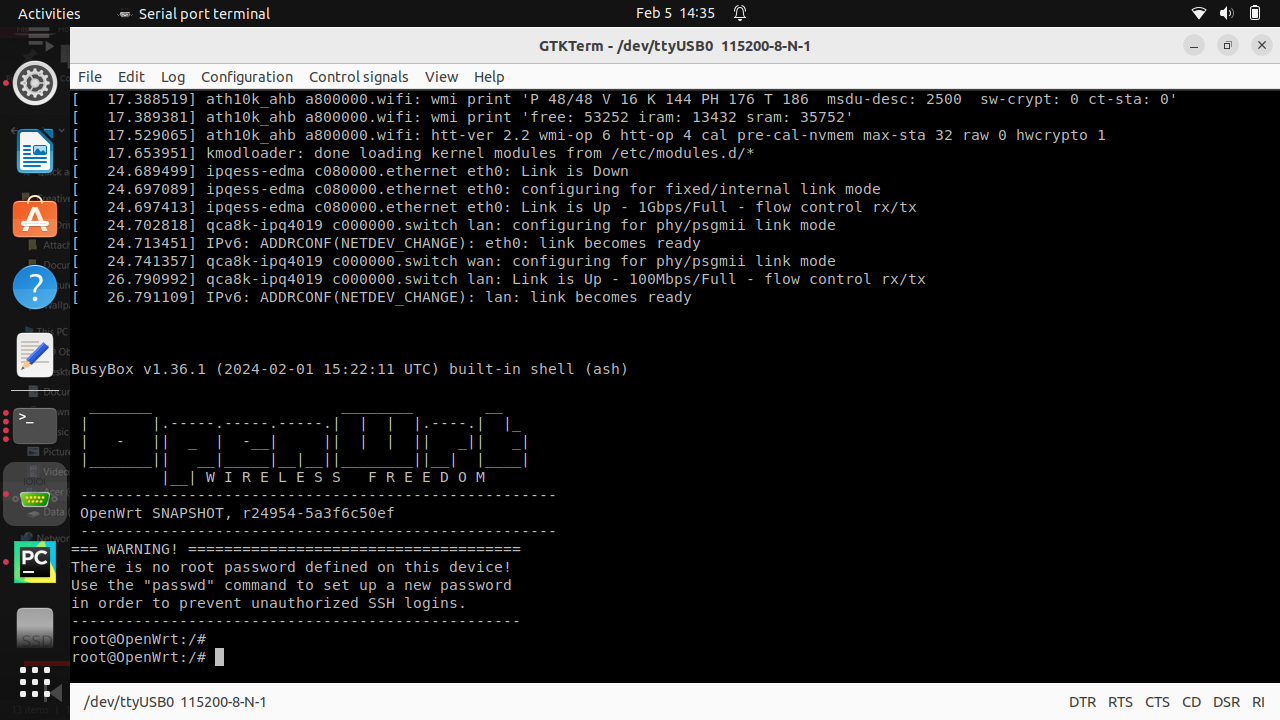 Activities Serial port terminal Feb 5 14:35
GTKTerm - /dev/ttyUSB0 115200-8-N-1
File Edit Log Configuration Control signals View Help
[   17.388519] ath10k_ahb a800000.wifi: wmi print 'P 48/48 V 16 K 144 PH 176 T 186  msdu-desc: 2500  sw-crypt: 0 ct-sta: 0'
[   17.389381] ath10k_ahb a800000.wifi: wmi print 'free: 53252 iram: 13432 sram: 35752'
[   17.529065] ath10k_ahb a800000.wifi: htt-ver 2.2 wmi-op 6 htt-op 4 cal pre-cal-nvmem max-sta 32 raw 0 hwcrypto 1
[   17.653951] kmodloader: done loading kernel modules from /etc/modules.d/*
[   24.689499] ipqess-edma c080000.ethernet eth0: Link is Down
[   24.697089] ipqess-edma c080000.ethernet eth0: configuring for fixed/internal link mode
[   24.697413] ipqess-edma c080000.ethernet eth0: Link is Up - 1Gbps/Full - flow control rx/tx
[   24.702818] qca8k-ipq4019 c000000.switch lan: configuring for phy/psgmii link mode
[   24.713451] IPv6: ADDRCONF(NETDEV_CHANGE): eth0: link becomes ready
[   24.741357] qca8k-ipq4019 c000000.switch wan: configuring for phy/psgmii link mode
[   26.790992] qca8k-ipq4019 c000000.switch lan: Link is Up - 100Mbps/Full - flow control rx/tx
[   26.791109] IPv6: ADDRCONF(NETDEV_CHANGE): lan: link becomes ready
BusyBox v1.36.1 (2024-02-01 15:22:11 UTC) built-in shell (ash)
OpenWrt
W I R E L E S S   F R E E D O M
-----------------------------------------------------
OpenWrt SNAPSHOT, r24954-5a3f6c50ef
-----------------------------------------------------
=== WARNING! =====================================
There is no root password defined on this device!
Use the "passwd" command to set up a new password
in order to prevent unauthorized SSH logins.
--------------------------------------------------
root@OpenWrt:/#
root@OpenWrt:/#
/dev/ttyUSB0 115200-8-N-1 DTR RTS CTS CD DSR RI
>_
PC
SSD